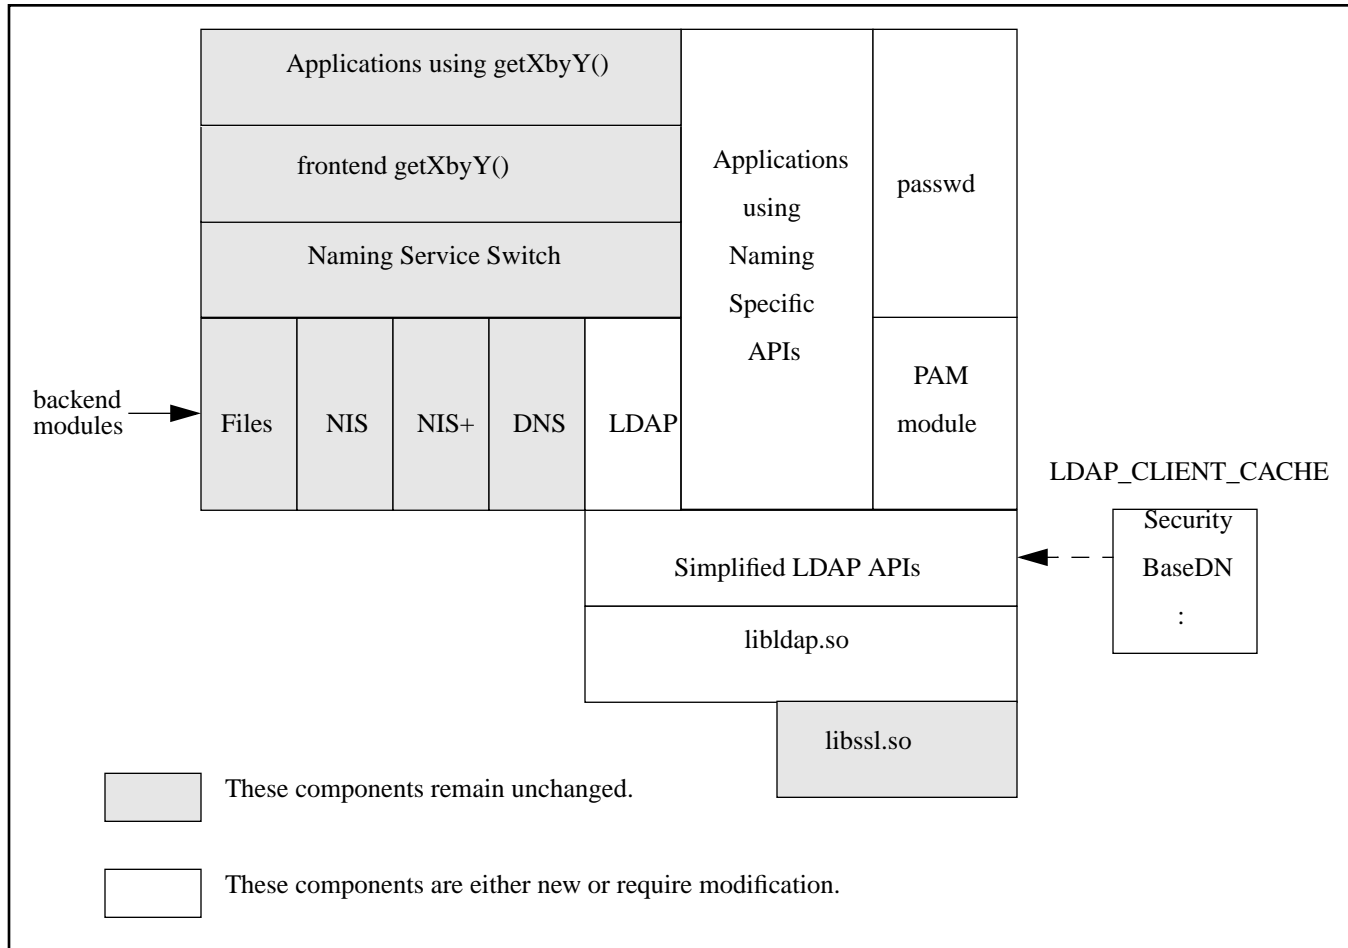 Applications using getXbyY()
frontend getXbyY()
Naming Service Switch
Applications
using
Naming
Specific
APIs
passwd
PAM
module
backend
modules
Files
NIS
NIS+
DNS
LDAP
LDAP_CLIENT_CACHE
Security
BaseDN
:
Simplified LDAP APIs
libldap.so
libssl.so
These components remain unchanged.
These components are either new or require modification.